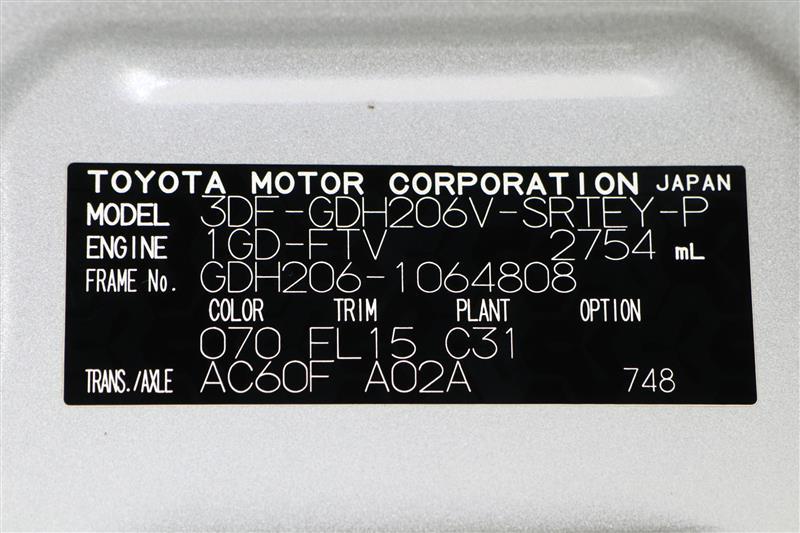 TOYOTA MOTOR CORPORATION JAPAN
MODEL 3DF-GDH206V-SRTEY-P
ENGINE 1GD-FTV 2754 mL
FRAME No. GDH206-1064808
COLOR TRIM PLANT OPTION
070 FL15 C31
TRANS./AXLE AC60F A02A 748